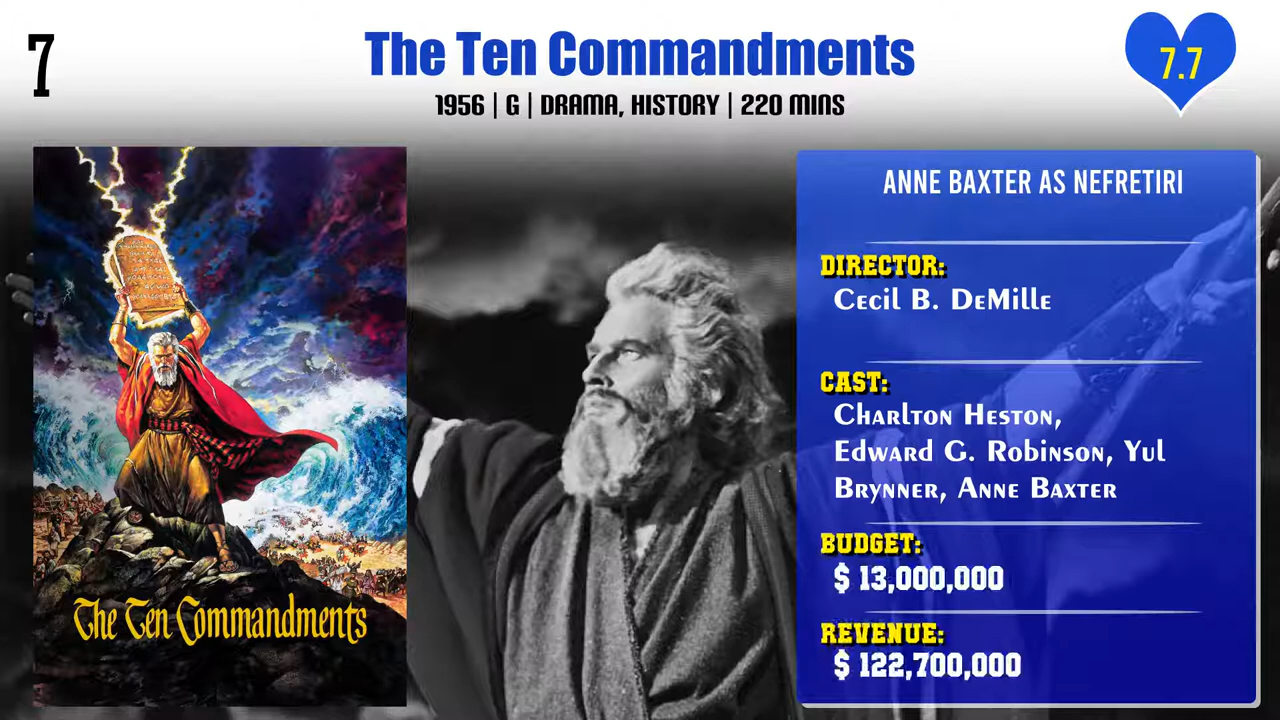 7
The Ten Commandments
1956 | G | DRAMA, HISTORY | 220 MINS
7.7
The Ten Commandments
ANNE BAXTER AS NEFRETIRI
DIRECTOR:
Cecil B. DeMille
CAST:
Charlton Heston,
Edward G. Robinson, Yul
Brynner, Anne Baxter
BUDGET:
$ 13,000,000
REVENUE:
$ 122,700,000